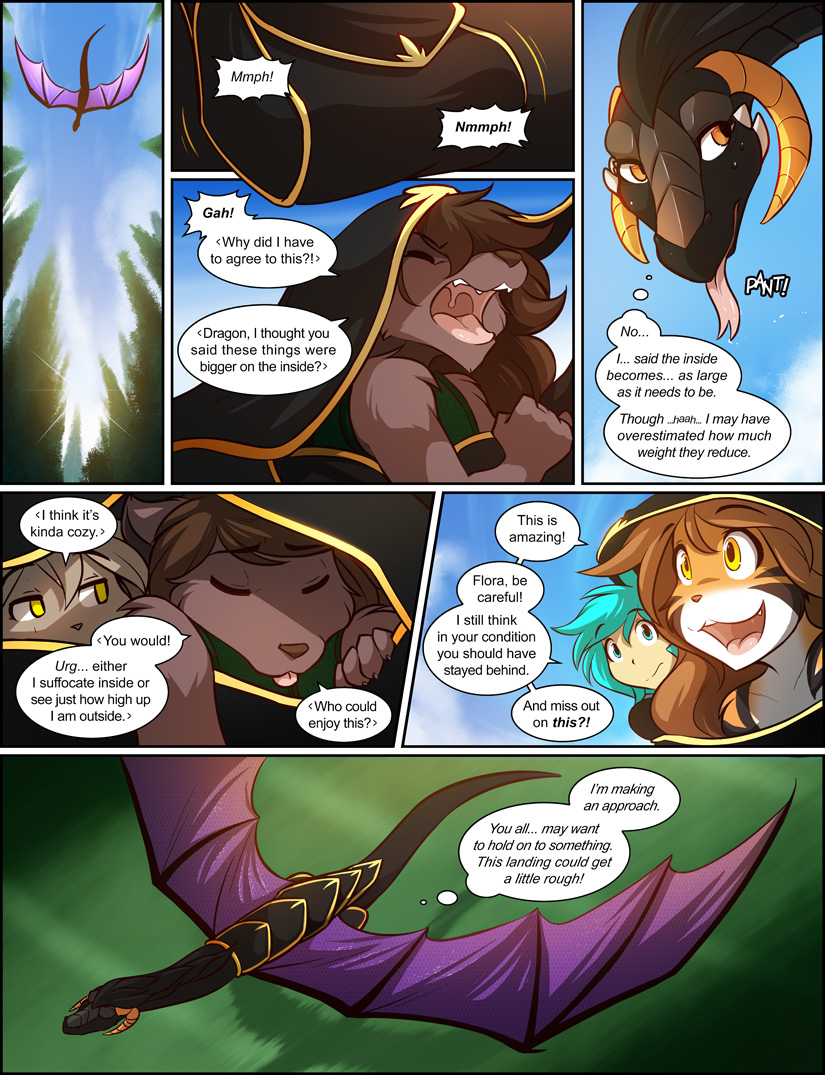 Mmph!
Nmmph!
Gah!
‹Why did I have
to agree to this?!›
‹Dragon, I thought you
said these things were
bigger on the inside?›
PANT!
No...
I... said the inside
becomes... as large
as it needs to be.
Though ...haah... I may have
overestimated how much
weight they reduce.
‹I think it's
kinda cozy.›
‹You would!
Urg... either
I suffocate inside or
see just how high up
I am outside.›
‹Who could
enjoy this?›
This is
amazing!
Flora, be
careful!
I still think
in your condition
you should have
stayed behind.
And miss out
on this?!
I'm making
an approach.
You all... may want
to hold on to something.
This landing could get
a little rough!